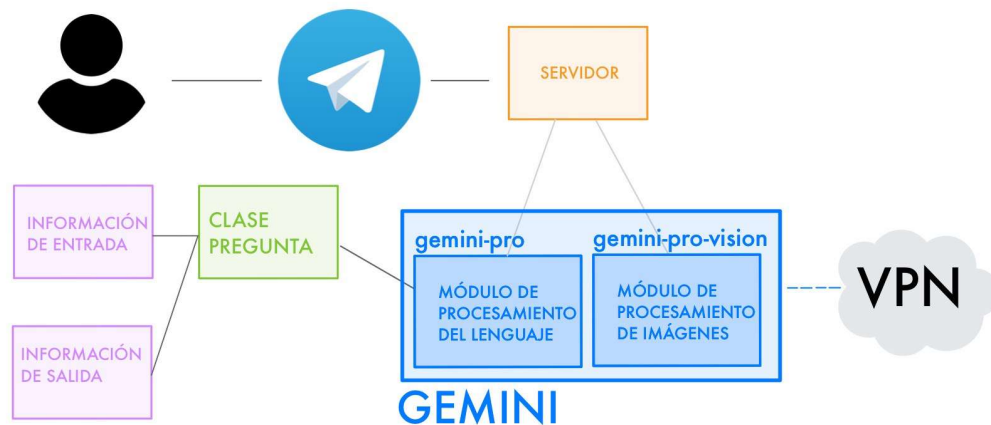 SERVIDOR
INFORMACIÓN
DE ENTRADA
CLASE
PREGUNTA
gemini-pro
gemini-pro-vision
MÓDULO DE
PROCESAMIENTO
DEL LENGUAJE
MÓDULO DE
PROCESAMIENTO
DE IMÁGENES
VPN
INFORMACIÓN
DE SALIDA
GEMINI